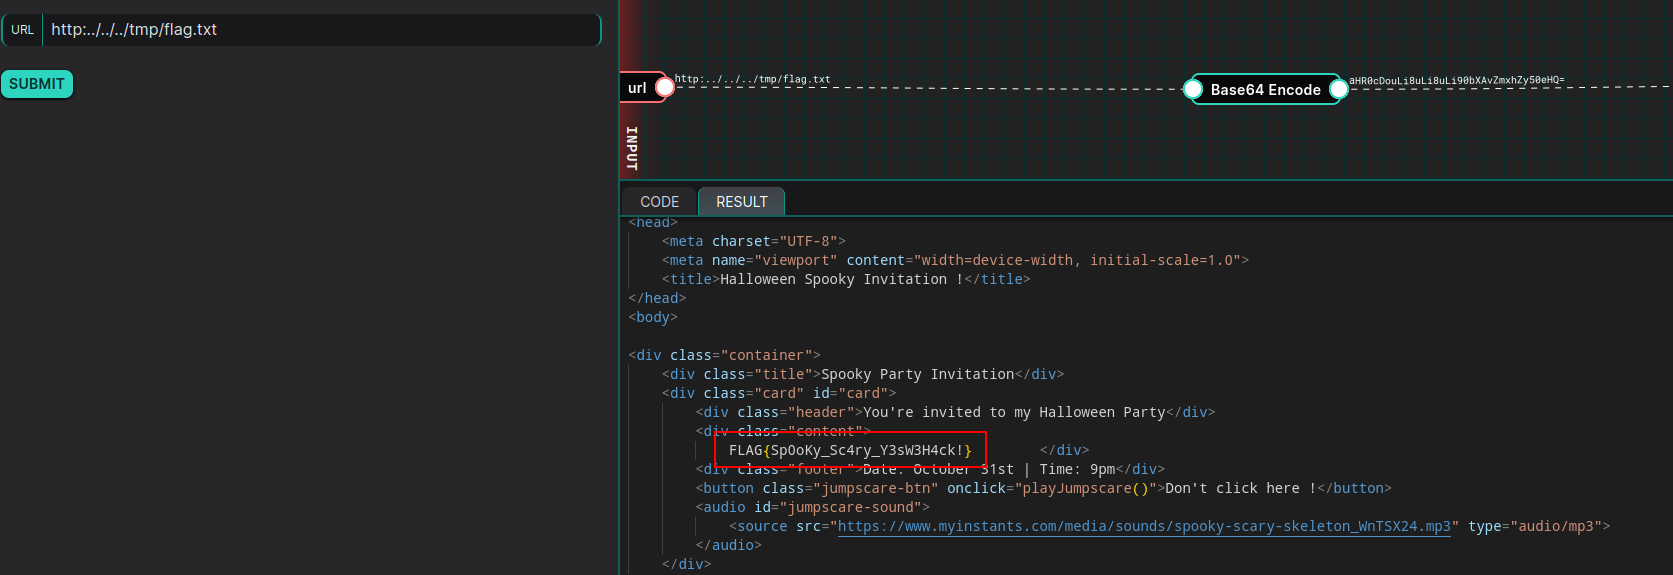 URL http:../../../tmp/flag.txt
SUBMIT
url
http:../../../tmp/flag.txt
Base64 Encode
aHR0cDouLi8uLi8uLi90bXAvZmxhZy50eHQ=
INPUT
CODE RESULT
<head>
<meta charset="UTF-8">
<meta name="viewport" content="width=device-width, initial-scale=1.0">
<title>Halloween Spooky Invitation !</title>
</head>
<body>
<div class="container">
<div class="title">Spooky Party Invitation</div>
<div class="card" id="card">
<div class="header">You're invited to my Halloween Party</div>
<div class="content">
FLAG{SpOoKy_Sc4ry_Y3sW3H4ck!} </div>
<div class="footer">Date: October 31st | Time: 9pm</div>
<button class="jumpscare-btn" onclick="playJumpscare()">Don't click here !</button>
<audio id="jumpscare-sound">
<source src="https://www.myinstants.com/media/sounds/spooky-scary-skeleton_WnTSX24.mp3" type="audio/mp3">
</audio>
</div>